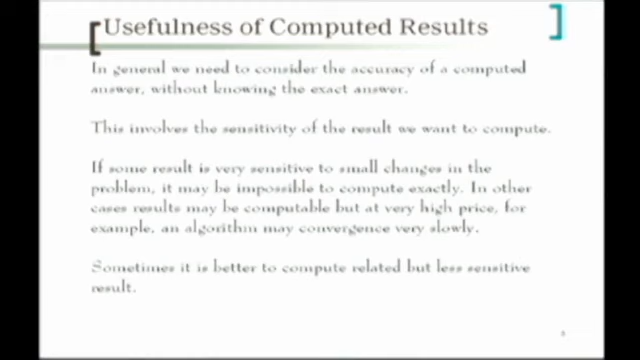 Usefulness of Computed Results
In general we need to consider the accuracy of a computed
answer, without knowing the exact answer.
This involves the sensitivity of the result we want to compute.
If some result is very sensitive to small changes in the
problem, it may be impossible to compute exactly. In other
cases results may be computable but at very high price, for
example, an algorithm may convergence very slowly.
Sometimes it is better to compute related but less sensitive
result.